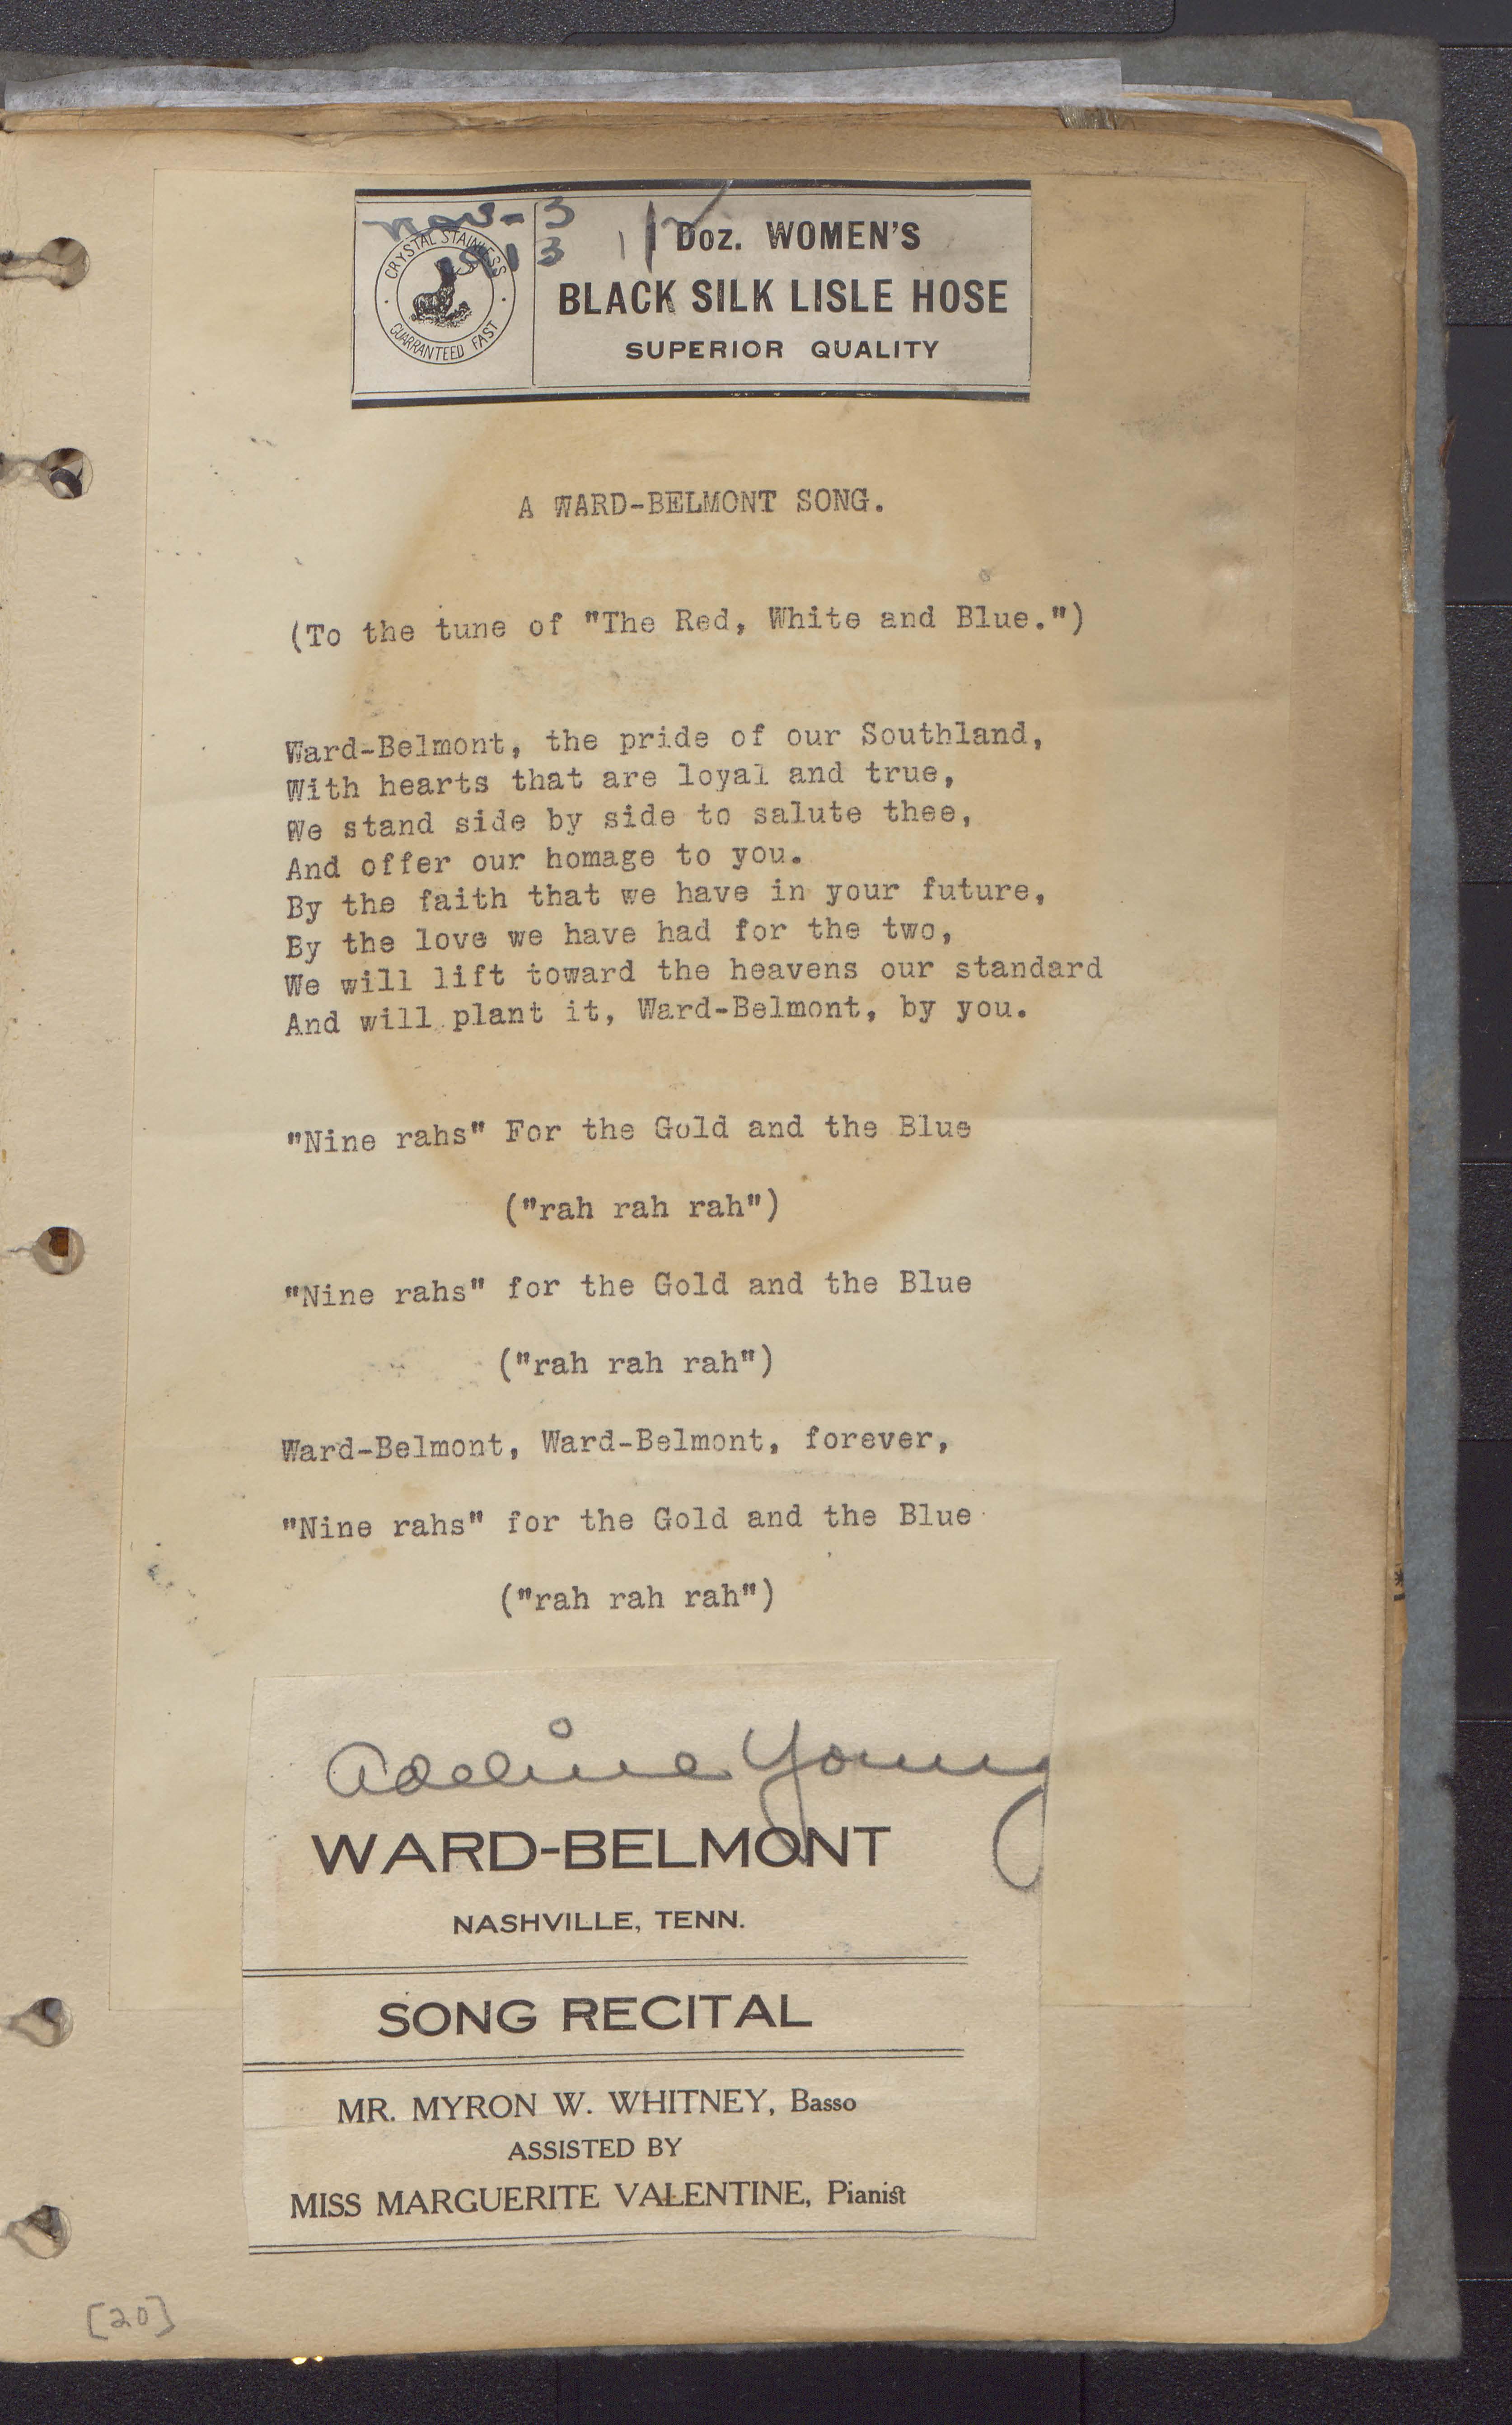 Nov-3
1913
CRYSTAL STAINLESS
GUARRANTEED FAST
Doz. WOMEN'S
BLACK SILK LISLE HOSE
SUPERIOR QUALITY
A WARD-BELMONT SONG.
(To the tune of "The Red, White and Blue.")
Ward-Belmont, the pride of our Southland,
With hearts that are loyal and true,
We stand side by side to salute thee,
And offer our homage to you.
By the faith that we have in your future,
By the love we have had for the two,
We will lift toward the heavens our standard
And will plant it, Ward-Belmont, by you.
"Nine rahs" For the Gold and the Blue
("rah rah rah")
"Nine rahs" for the Gold and the Blue
("rah rah rah")
Ward-Belmont, Ward-Belmont, forever,
"Nine rahs" for the Gold and the Blue
("rah rah rah")
Adeline Young
WARD-BELMONT
NASHVILLE, TENN.
SONG RECITAL
MR. MYRON W. WHITNEY, Basso
ASSISTED BY
MISS MARGUERITE VALENTINE, Pianist
[20]